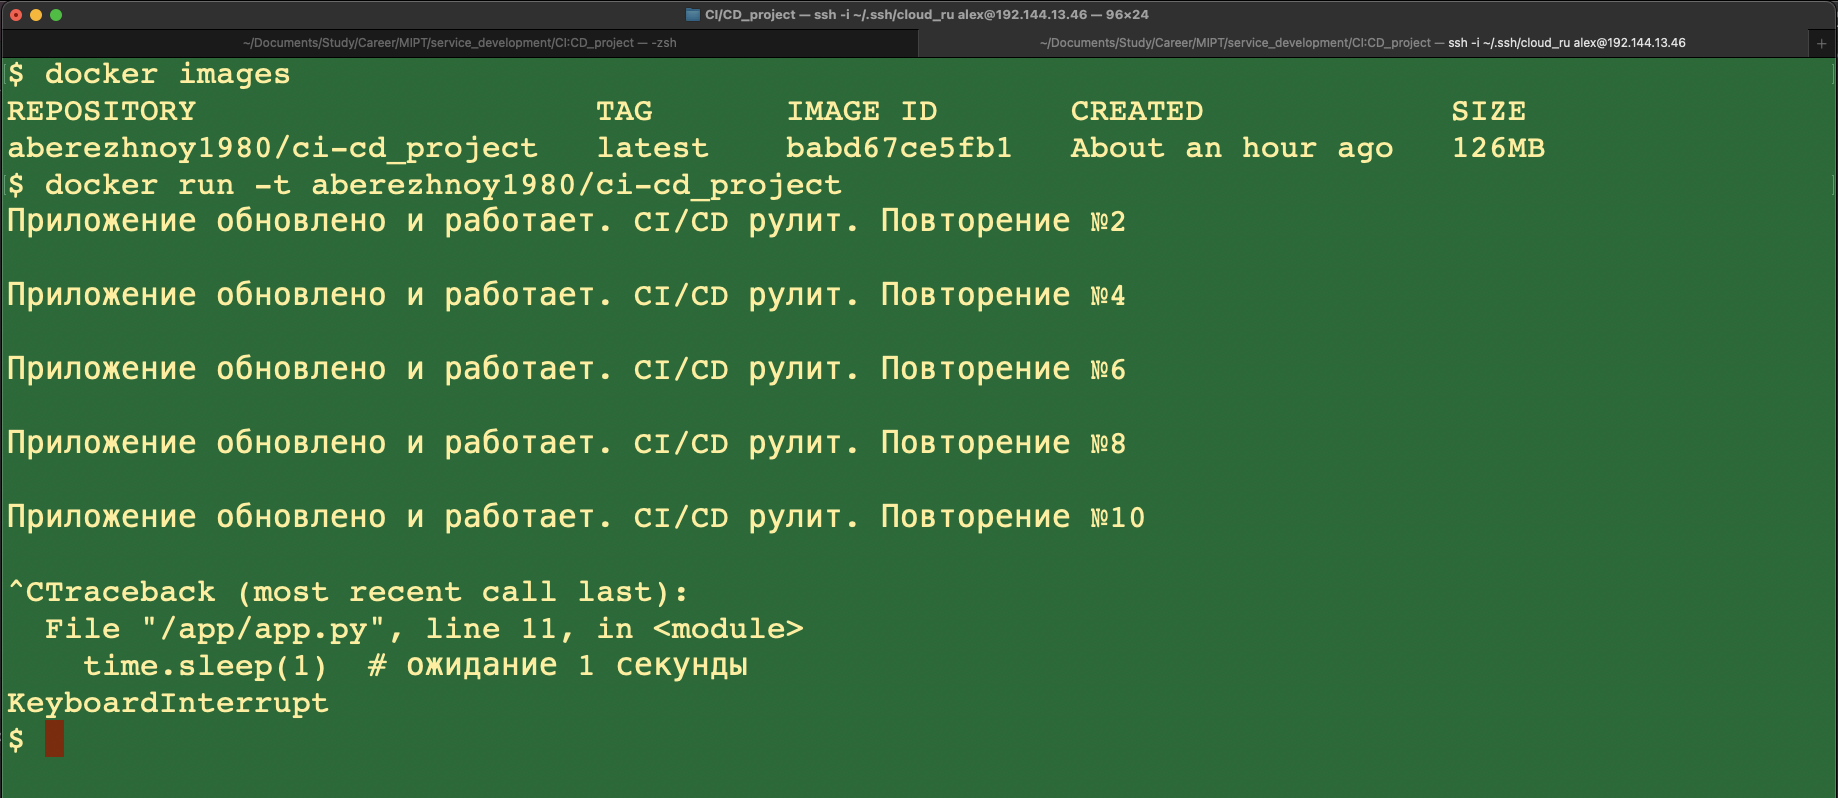 CI/CD_project — ssh -i ~/.ssh/cloud_ru alex@192.144.13.46 — 96×24
~/Documents/Study/Career/MIPT/service_development/CI:CD_project — -zsh
~/Documents/Study/Career/MIPT/service_development/CI:CD_project — ssh -i ~/.ssh/cloud_ru alex@192.144.13.46
+
$ docker images
REPOSITORY TAG IMAGE ID CREATED SIZE
aberezhnoy1980/ci-cd_project latest babd67ce5fb1 About an hour ago 126MB
$ docker run -t aberezhnoy1980/ci-cd_project
Приложение обновлено и работает. CI/CD рулит. Повторение №2
Приложение обновлено и работает. CI/CD рулит. Повторение №4
Приложение обновлено и работает. CI/CD рулит. Повторение №6
Приложение обновлено и работает. CI/CD рулит. Повторение №8
Приложение обновлено и работает. CI/CD рулит. Повторение №10
^CTraceback (most recent call last):
  File "/app/app.py", line 11, in <module>
    time.sleep(1)  # ожидание 1 секунды
KeyboardInterrupt
$